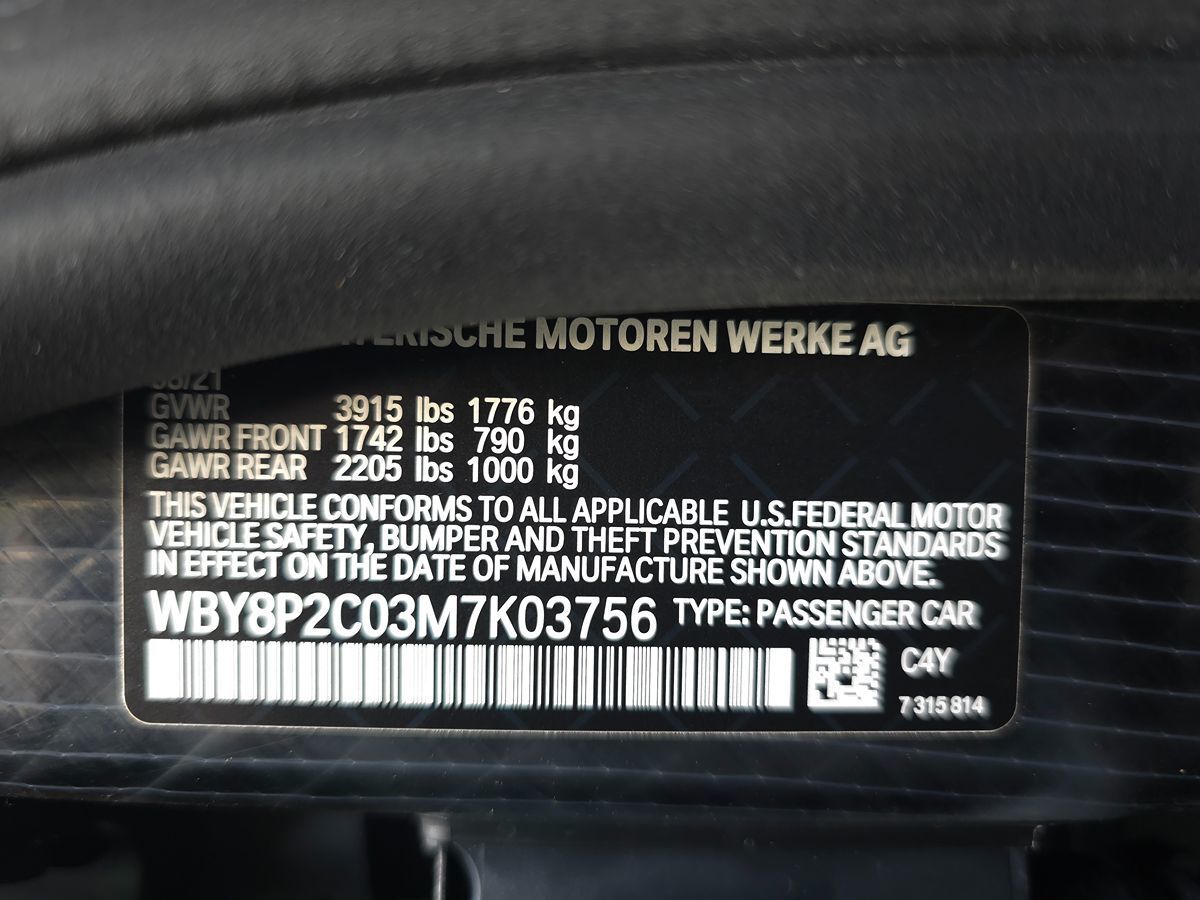 ERISCHE MOTOREN WERKE AG
GVWR 3915 lbs 1776 kg
GAWR FRONT 1742 lbs 790 kg
GAWR REAR 2205 lbs 1000 kg
THIS VEHICLE CONFORMS TO ALL APPLICABLE U.S.FEDERAL MOTOR
VEHICLE SAFETY, BUMPER AND THEFT PREVENTION STANDARDS
IN EFFECT ON THE DATE OF MANUFACTURE SHOWN ABOVE.
WBY8P2C03M7K03756 TYPE: PASSENGER CAR
C4Y
7 315 814